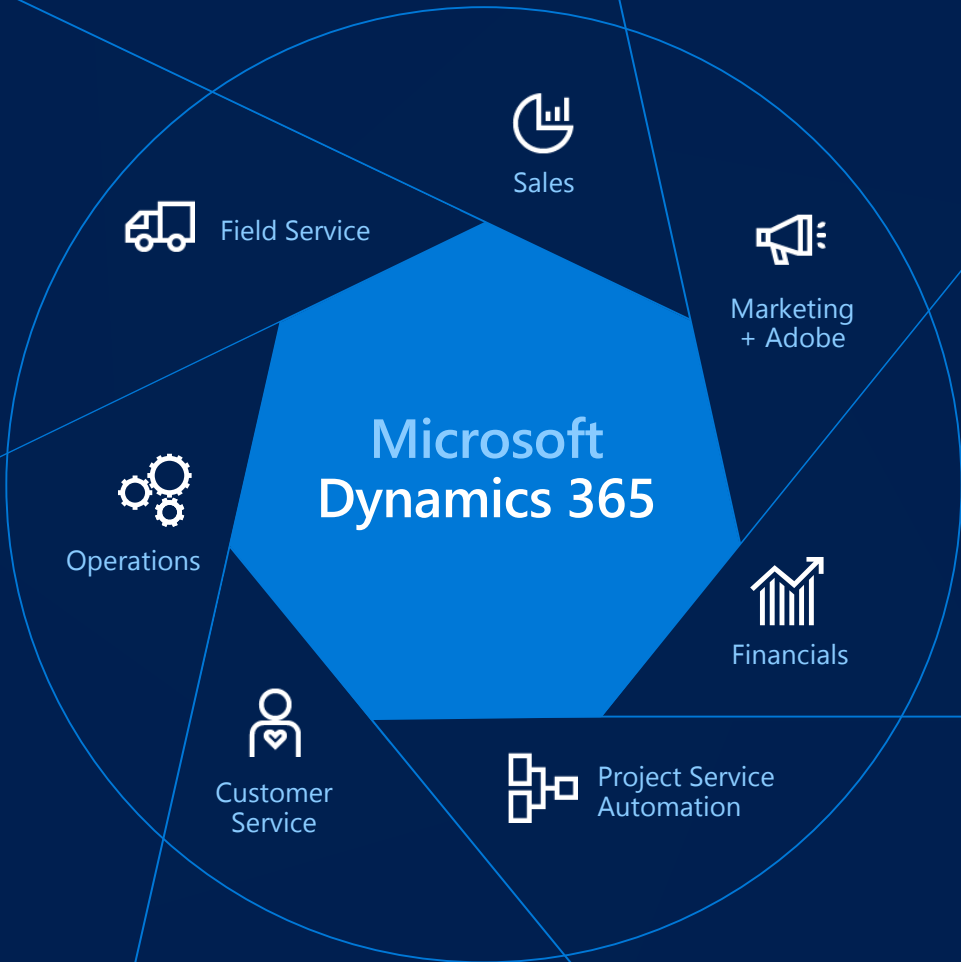 Sales
Field Service
Marketing
+ Adobe
Microsoft
Dynamics 365
Operations
Financials
Customer
Service
Project Service
Automation